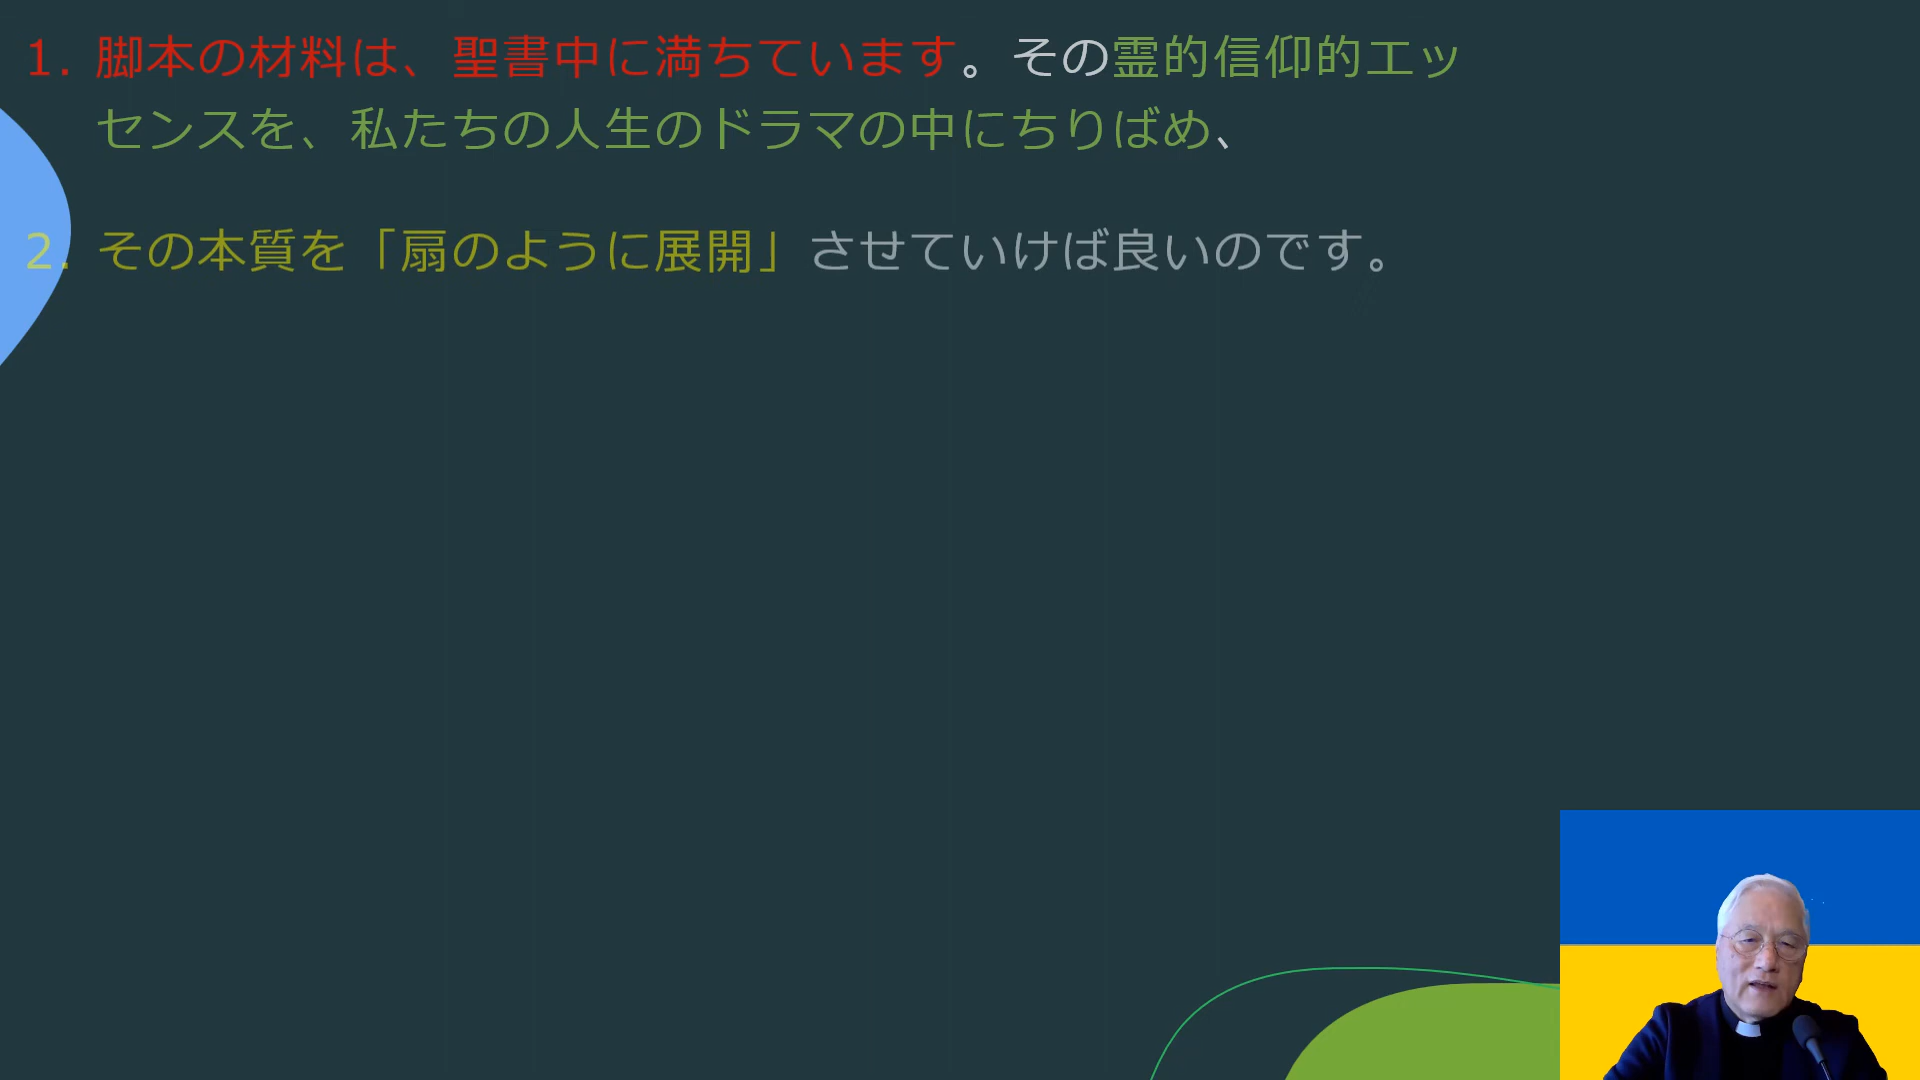 1. 脚本の材料は、聖書中に満ちています。その霊的信仰的エッ
センスを、私たちの人生のドラマの中にちりばめ、
2. その本質を「扇のように展開」させていけば良いのです。